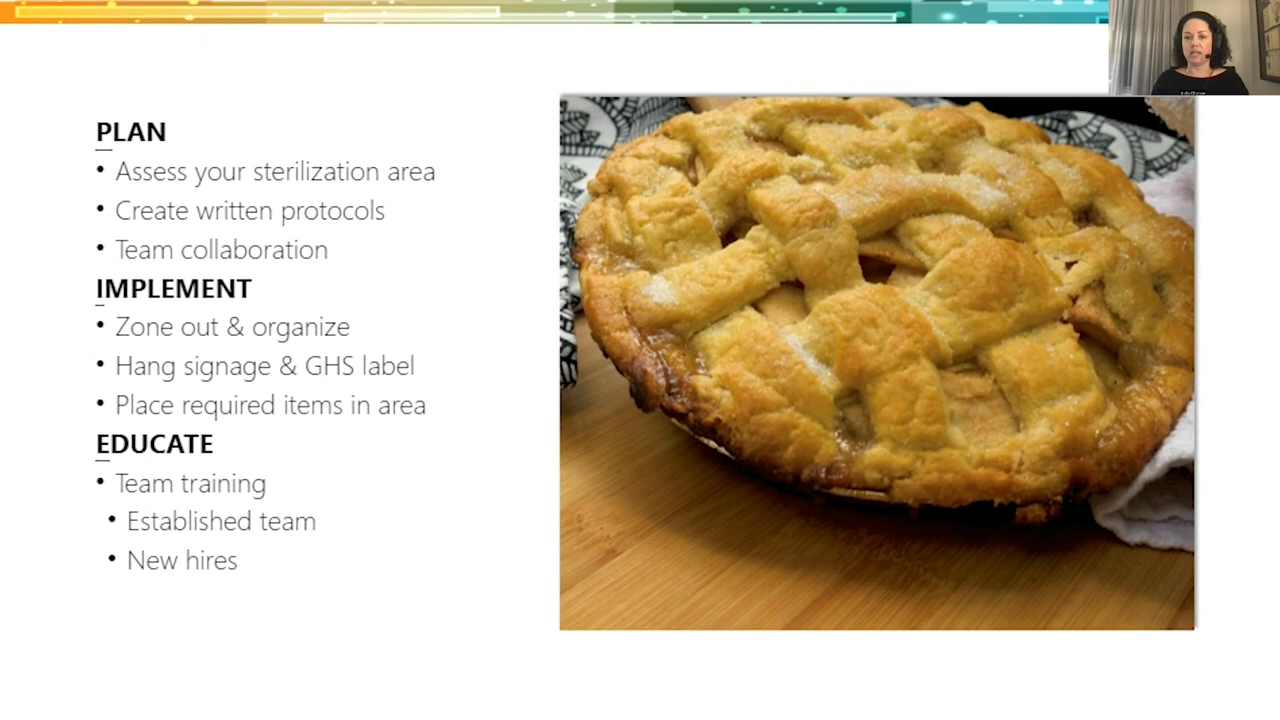 PLAN
• Assess your sterilization area
• Create written protocols
• Team collaboration
IMPLEMENT
• Zone out & organize
• Hang signage & GHS label
• Place required items in area
EDUCATE
• Team training
• Established team
• New hires